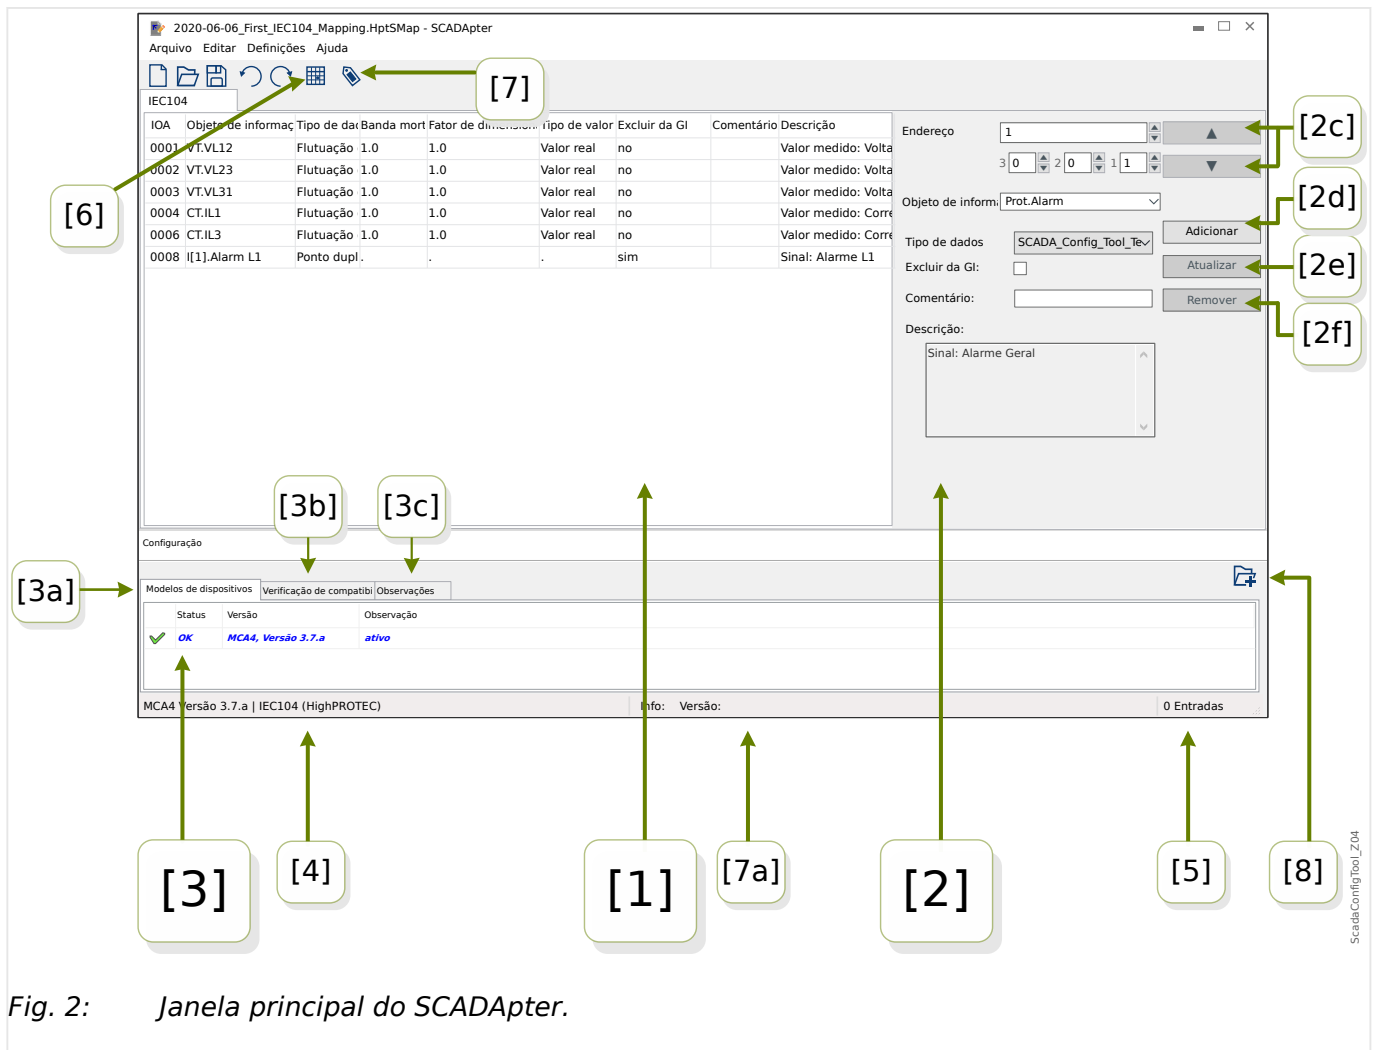 2020-06-06_First_IEC104_Mapping.HptSMap - SCADApter
Arquivo Editar Definições Ajuda
[7]
IEC104
IOA Objeto de informaç Tipo de dad Banda mort Fator de dimension Tipo de valor Excluir da GI Comentário Descrição
0001 VT.VL12 Flutuação 1.0 1.0 Valor real no Valor medido: Volta
0002 VT.VL23 Flutuação 1.0 1.0 Valor real no Valor medido: Volta
0003 VT.VL31 Flutuação 1.0 1.0 Valor real no Valor medido: Volta
0004 CT.IL1 Flutuação 1.0 1.0 Valor real no Valor medido: Corre
0006 CT.IL3 Flutuação 1.0 1.0 Valor real no Valor medido: Corre
0008 I[1].Alarm L1 Ponto dupl . . . sim Sinal: Alarme L1
[6]
Endereço 1 ▲
3 0 2 0 1 1 ▼
Objeto de informa Prot.Alarm
Adicionar
Tipo de dados SCADA_Config_Tool_Te
Excluir da GI: Atualizar
Comentário: Remover
Descrição:
Sinal: Alarme Geral
[2c]
[2d]
[2e]
[2f]
[3b] [3c]
Configuração
[3a]
Modelos de dispositivos Verificação de compatibi Observações
Status Versão Observação
OK MCA4, Versão 3.7.a ativo
MCA4 Versão 3.7.a | IEC104 (HighPROTEC) Info: Versão: 0 Entradas
[3] [4] [1] [7a] [2] [5] [8]
ScadaConfigTool_Z04
Fig. 2: Janela principal do SCADApter.